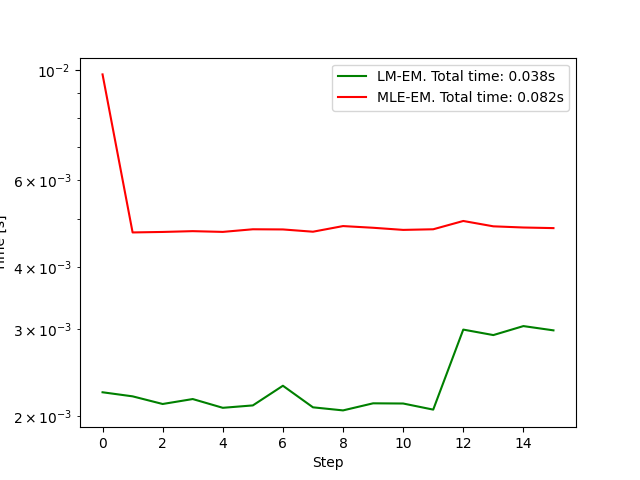 LM-EM. Total time: 0.038s
MLE-EM. Total time: 0.082s
10⁻²
6 × 10⁻³
4 × 10⁻³
3 × 10⁻³
2 × 10⁻³
Time [s]
0 2 4 6 8 10 12 14
Step